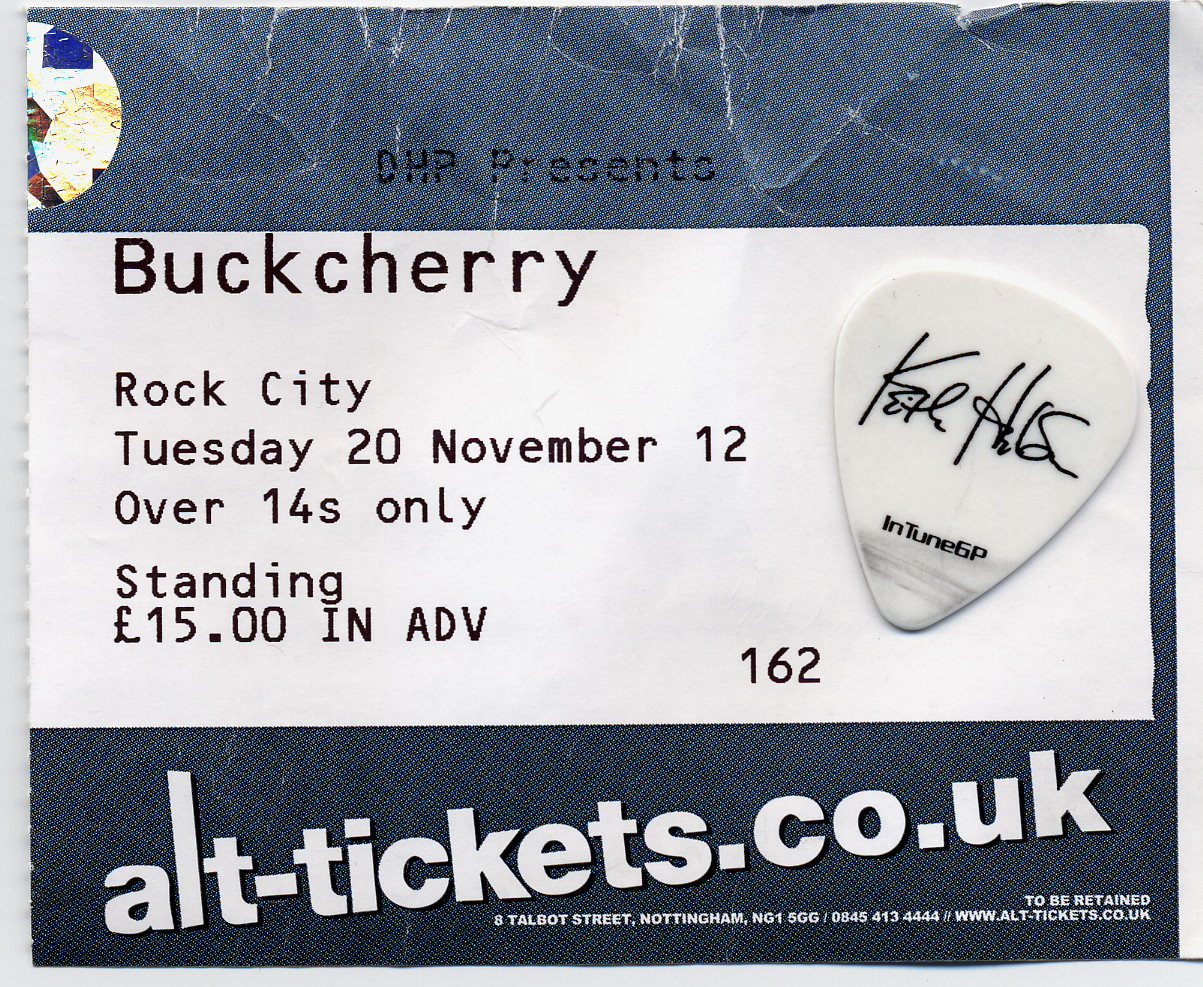 DHP Presents
Buckcherry
Rock City
Tuesday 20 November 12
Over 14s only
Standing
£15.00 IN ADV
162
InTuneGP
alt-tickets.co.uk
TO BE RETAINED
8 TALBOT STREET, NOTTINGHAM, NG1 5GG / 0845 413 4444 // WWW.ALT-TICKETS.CO.UK